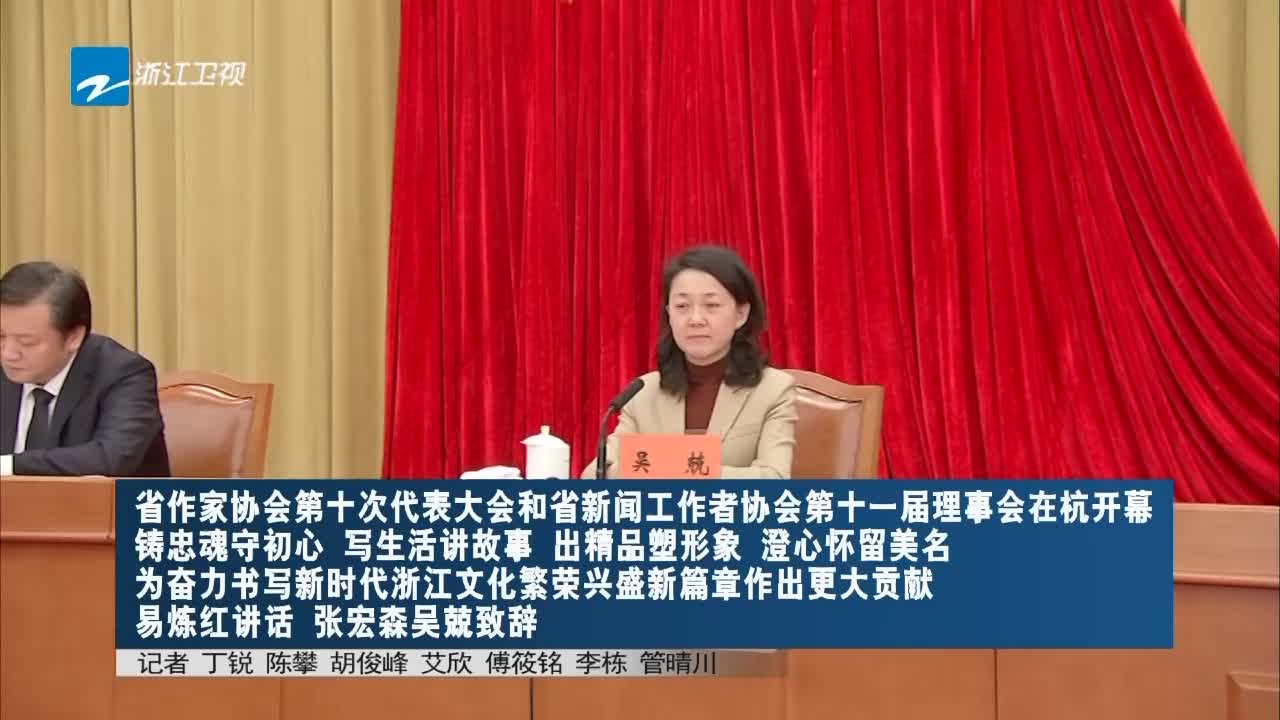 浙江卫视
吴 兢
省作家协会第十次代表大会和省新闻工作者协会第十一届理事会在杭开幕
铸忠魂守初心 写生活讲故事 出精品塑形象 澄心怀留美名
为奋力书写新时代浙江文化繁荣兴盛新篇章作出更大贡献
易炼红讲话 张宏森吴兢致辞
记者 丁锐 陈攀 胡俊峰 艾欣 傅筱铭 李栋 管晴川